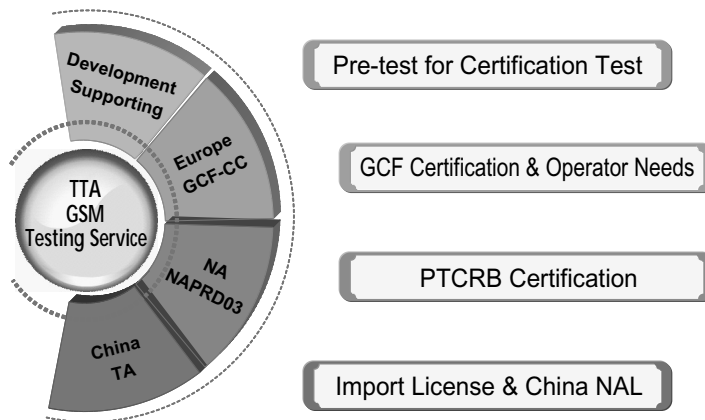 TTA
GSM
Testing Service
Development
Supporting
Pre-test for Certification Test
Europe
GCF-CC
GCF Certification & Operator Needs
NA
NAPRD03
PTCRB Certification
China
TA
Import License & China NAL